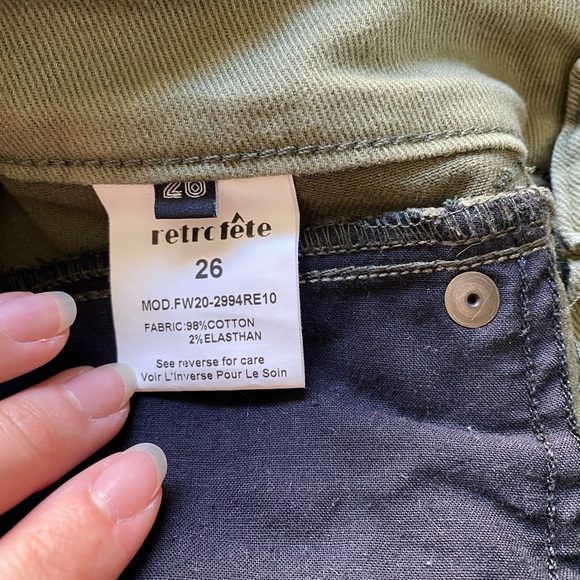 26
retrofête
26
MOD.FW20-2994RE10
FABRIC:98%COTTON
2%ELASTHAN
See reverse for care
Voir L'Inverse Pour Le Soin